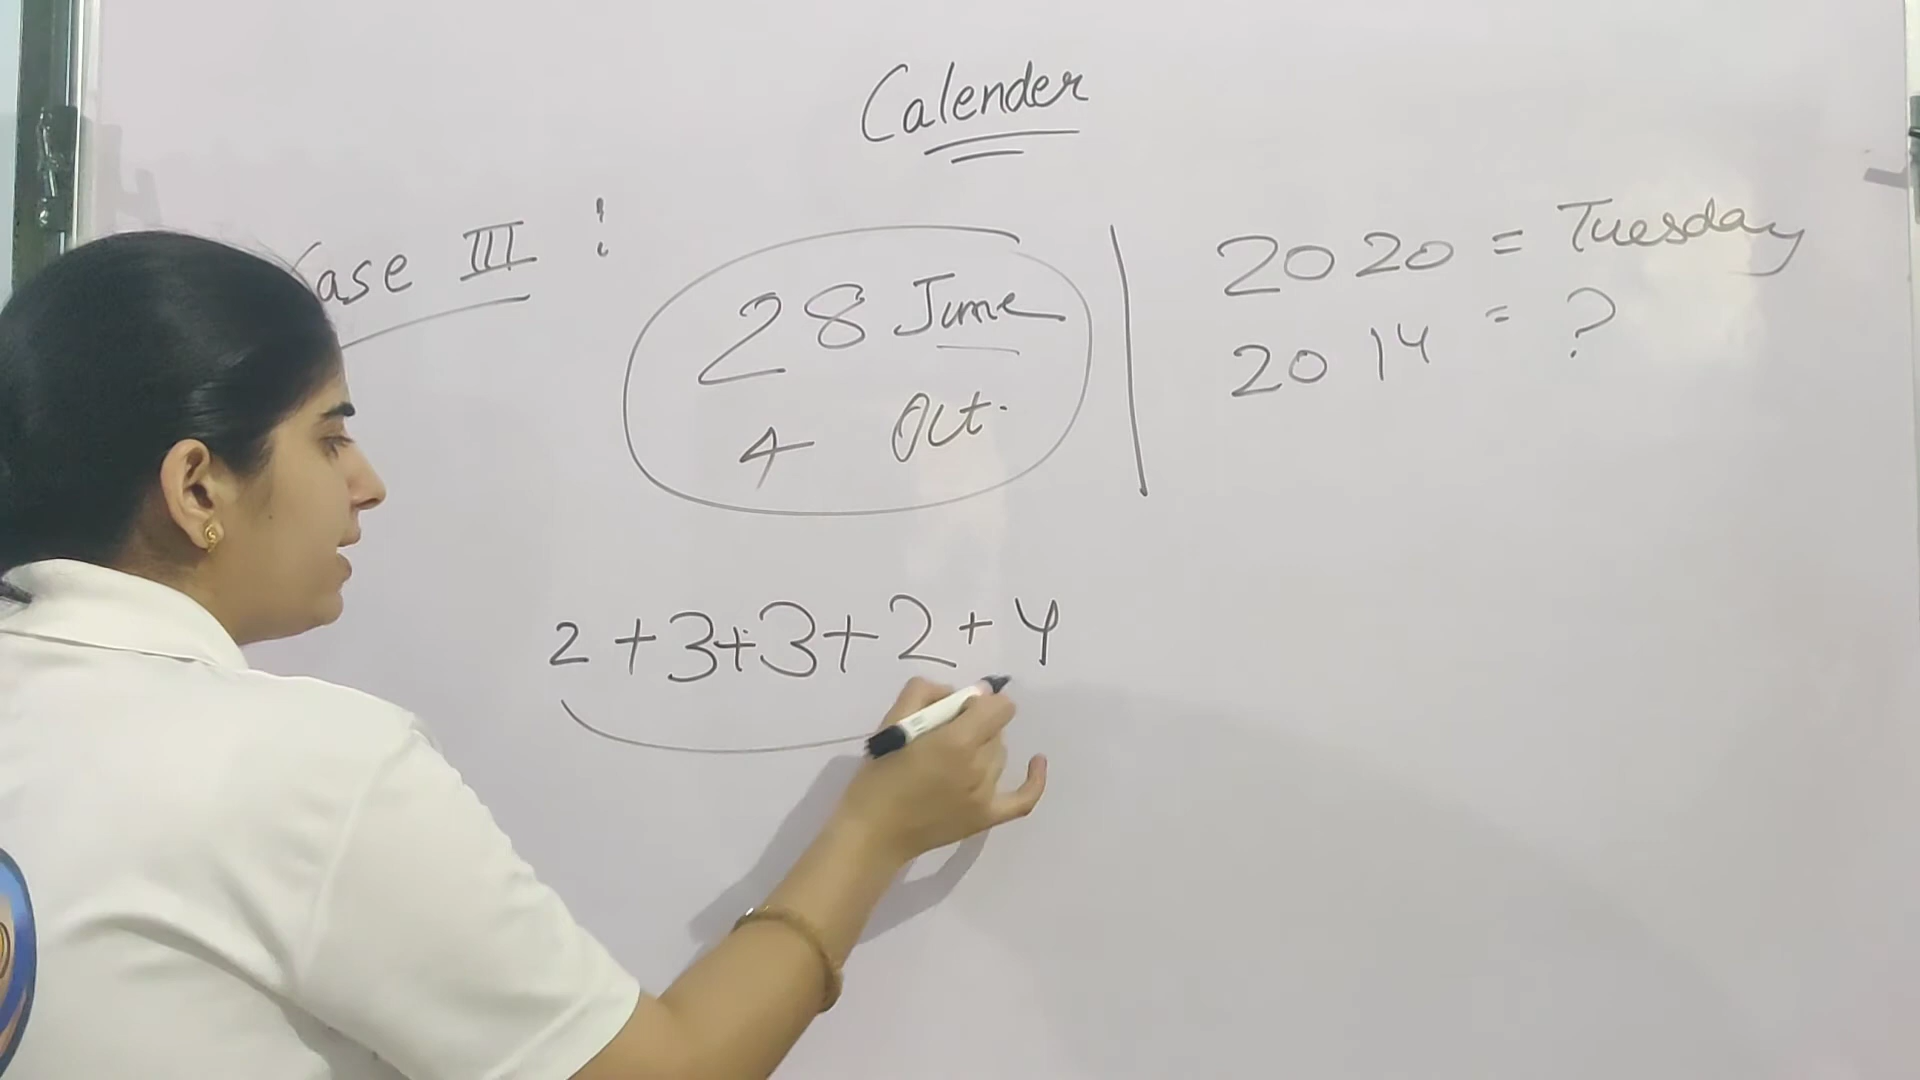 Calender
Case III :
28 June
4 Oct.
2020 = Tuesday
2014 = ?
2+3+3+2+4